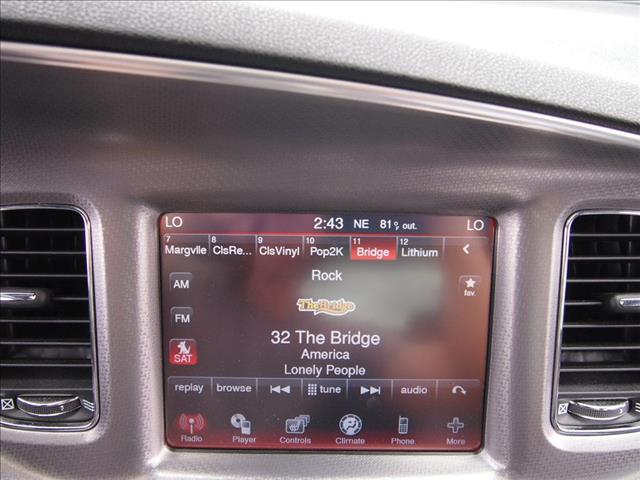 LO 2:43 NE 81° out. LO
7 8 9 10 11 12
Margvlle ClsRe... ClsVinyl Pop2K Bridge Lithium
Rock
AM
fav.
The Bridge
FM
32 The Bridge
America
SAT
Lonely People
replay browse tune audio
Radio Player Controls Climate Phone More